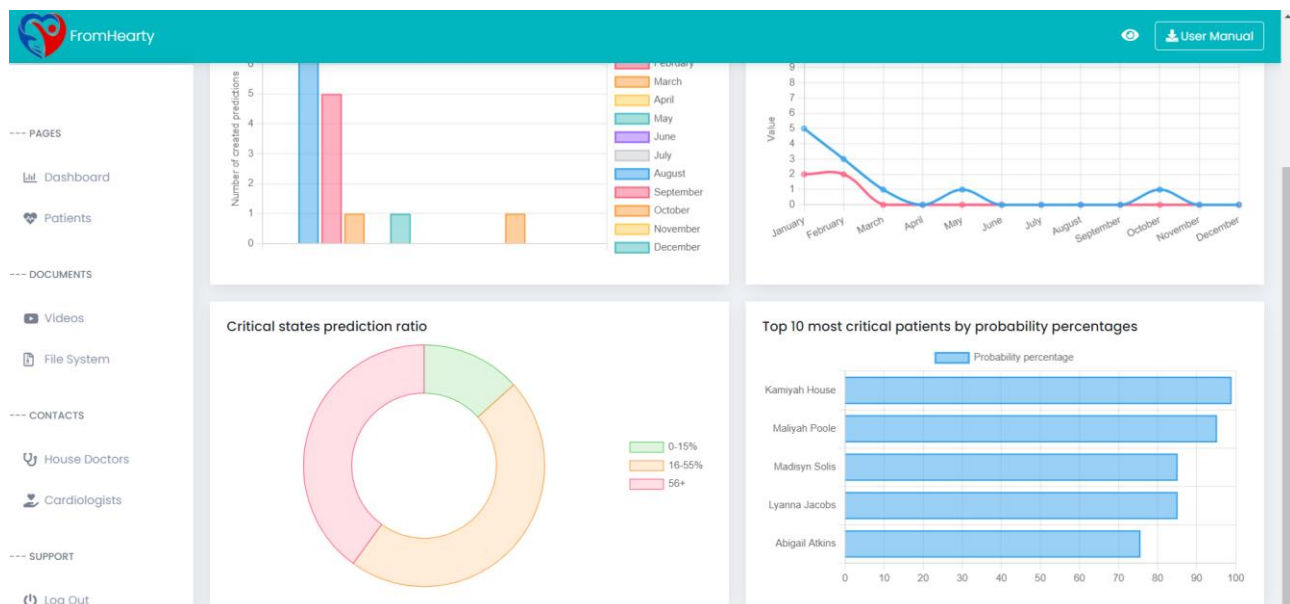 FromHearty
User Manual
--- PAGES
Dashboard
Patients
--- DOCUMENTS
Videos
File System
--- CONTACTS
House Doctors
Cardiologists
--- SUPPORT
Log Out
Number of created predictions
6
5
4
3
2
1
0
February
March
April
May
June
July
August
September
October
November
December
Value
9
8
7
6
5
4
3
2
1
0
January
February
March
April
May
June
July
August
September
October
November
December
Critical states prediction ratio
0-15%
16-55%
56+
Top 10 most critical patients by probability percentages
Probability percentage
Kamiyah House
Maliyah Poole
Madisyn Solis
Lyanna Jacobs
Abigail Atkins
0 10 20 30 40 50 60 70 80 90 100